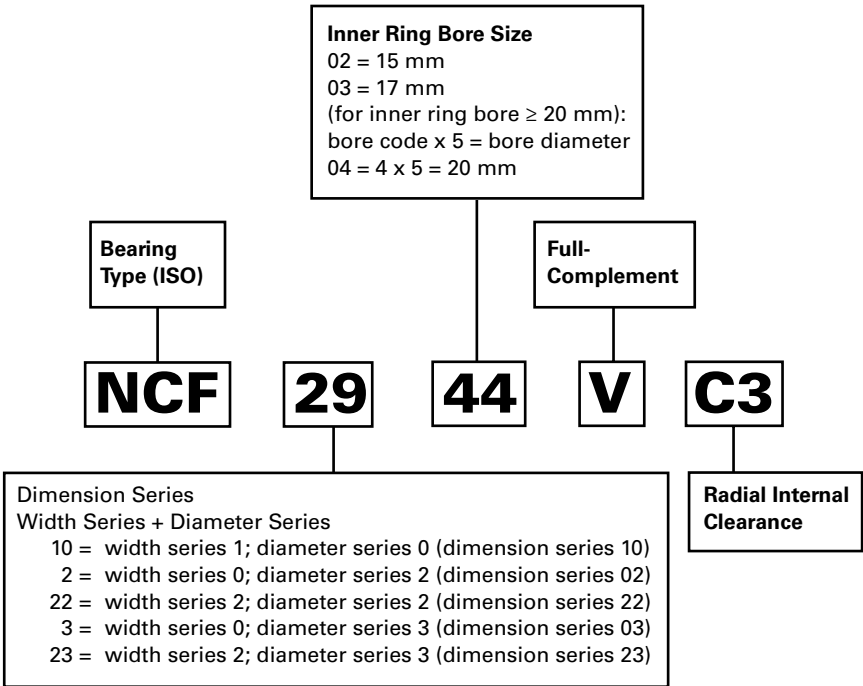 Inner Ring Bore Size
02 = 15 mm
03 = 17 mm
(for inner ring bore ≥ 20 mm):
bore code x 5 = bore diameter
04 = 4 x 5 = 20 mm
Bearing
Type (ISO)
Full-
Complement
NCF 29 44 V C3
Dimension Series
Width Series + Diameter Series
10 = width series 1; diameter series 0 (dimension series 10)
2 = width series 0; diameter series 2 (dimension series 02)
22 = width series 2; diameter series 2 (dimension series 22)
3 = width series 0; diameter series 3 (dimension series 03)
23 = width series 2; diameter series 3 (dimension series 23)
Radial Internal
Clearance